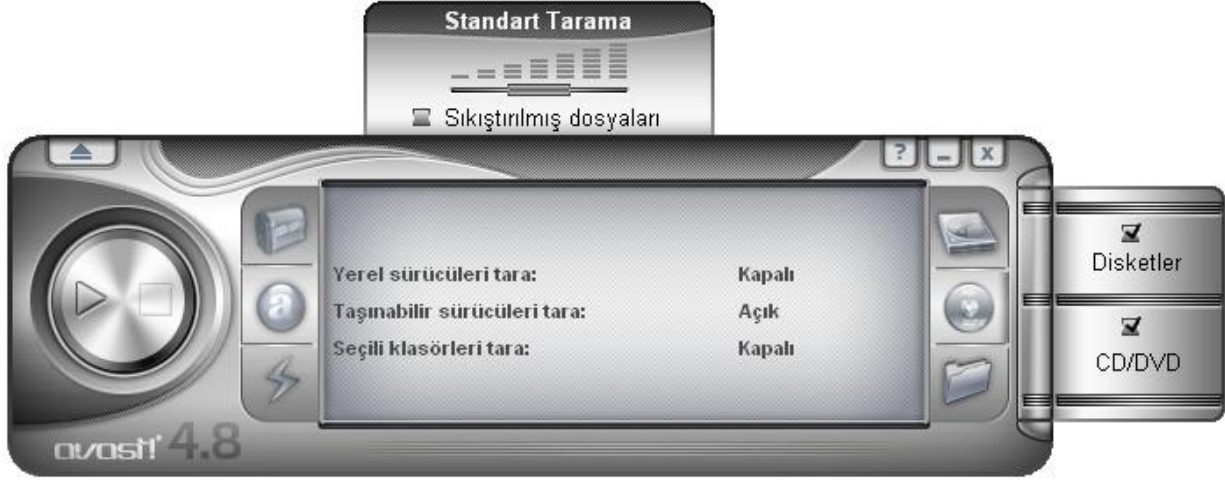 Standart Tarama
Sıkıştırılmış dosyaları
? _ x
Yerel sürücüleri tara: Kapalı
Taşınabilir sürücüleri tara: Açık
Seçili klasörleri tara: Kapalı
Disketler
CD/DVD
a
avast! 4.8